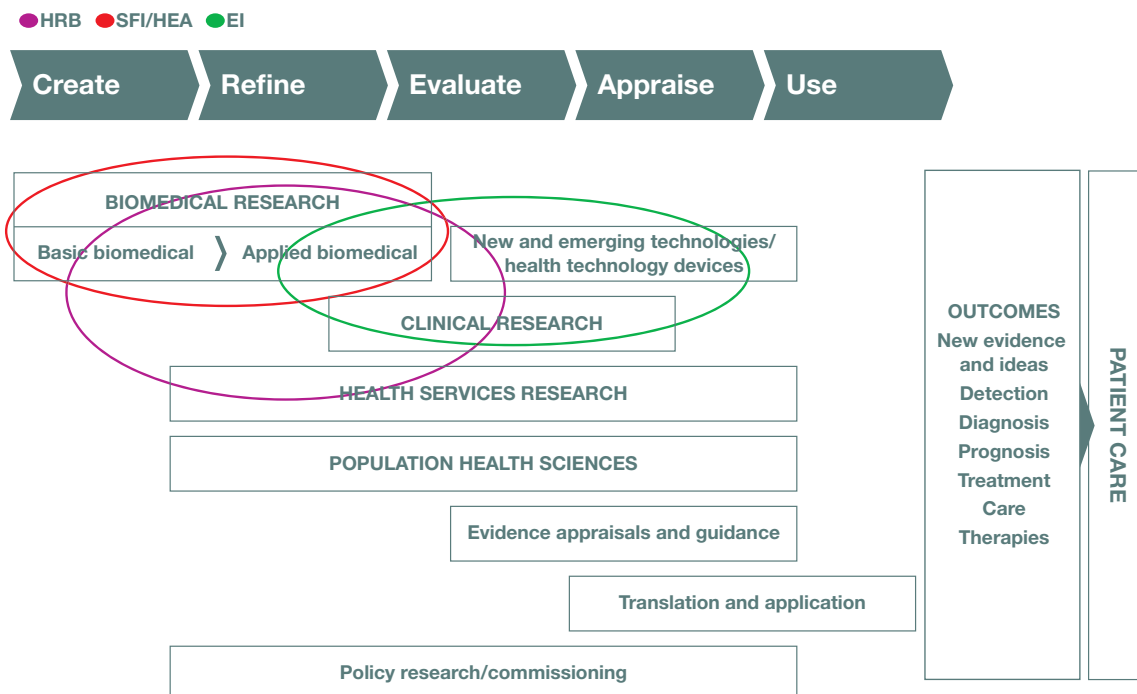 HRB SFI/HEA EI
Create Refine Evaluate Appraise Use
BIOMEDICAL RESEARCH
Basic biomedical ⟩ Applied biomedical
New and emerging technologies/
health technology devices
CLINICAL RESEARCH
HEALTH SERVICES RESEARCH
POPULATION HEALTH SCIENCES
Evidence appraisals and guidance
Translation and application
Policy research/commissioning
OUTCOMES
New evidence
and ideas
Detection
Diagnosis
Prognosis
Treatment
Care
Therapies
PATIENT CARE